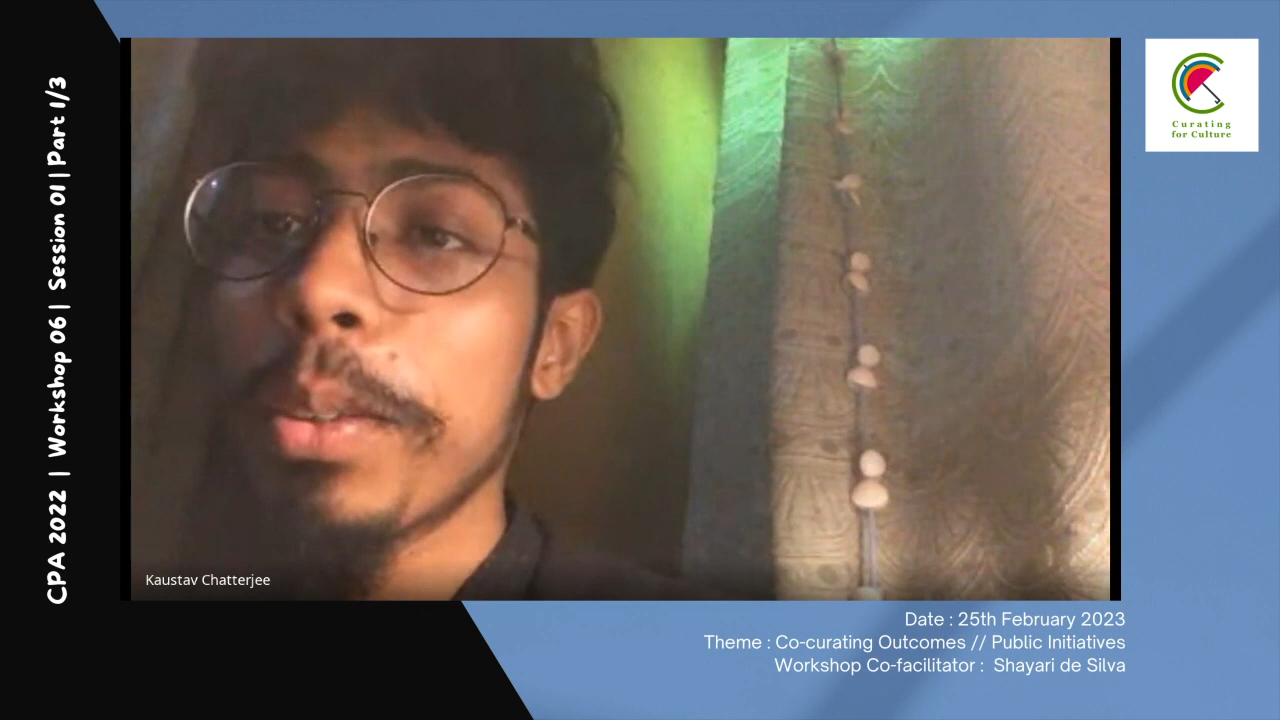 CPA 2022 | Workshop 06 | Session 01 | Part 1/3
Curating
for Culture
Kaustav Chatterjee
Date : 25th February 2023
Theme : Co-curating Outcomes // Public Initiatives
Workshop Co-facilitator : Shayari de Silva